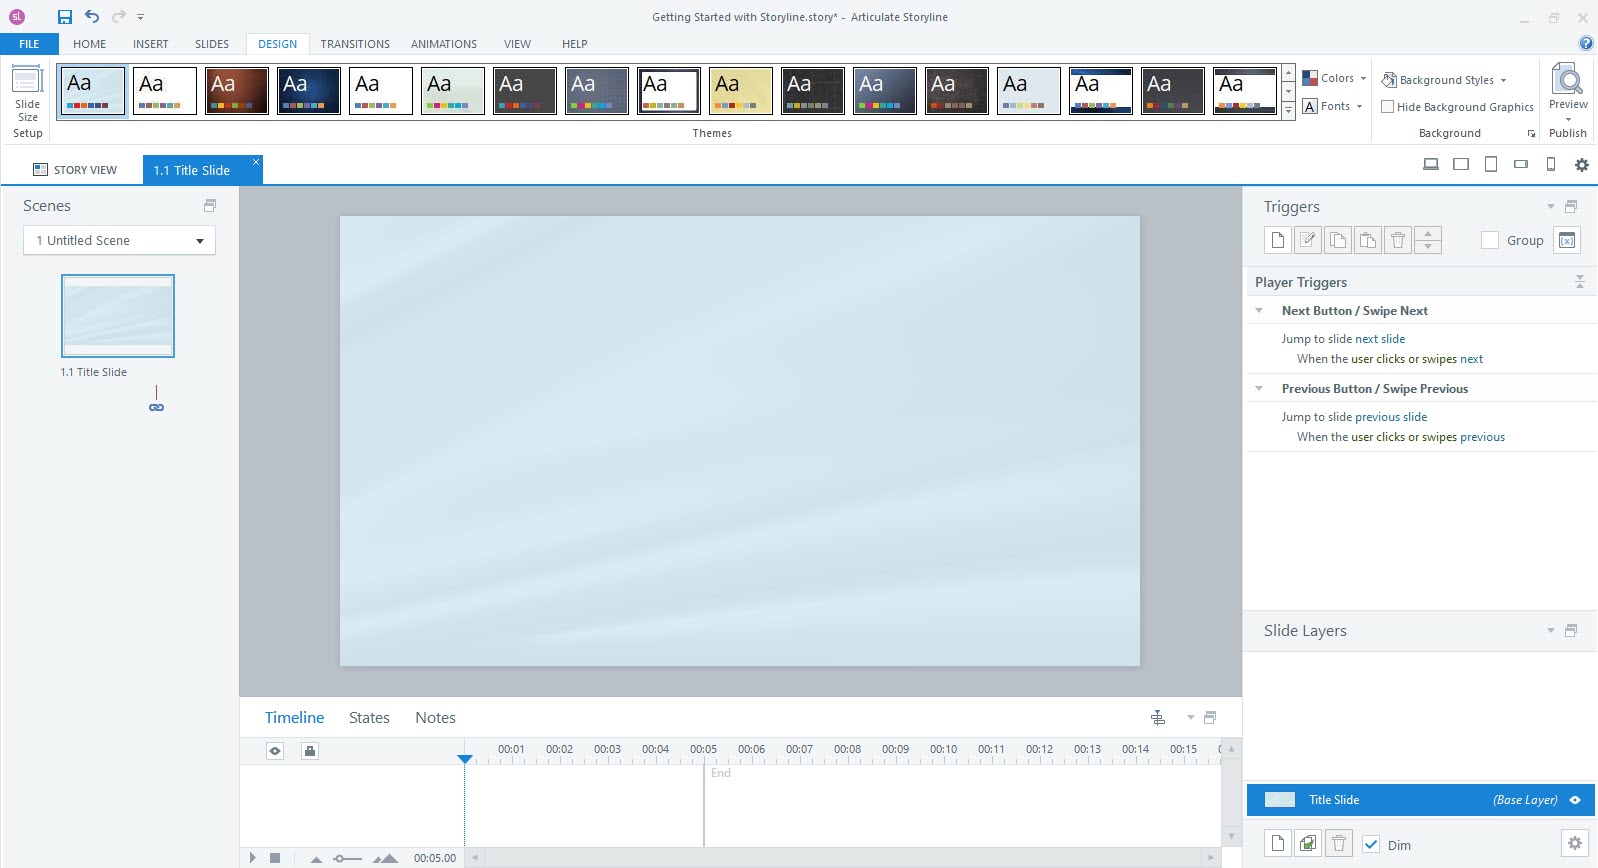 sl
Getting Started with Storyline.story* - Articulate Storyline
FILE HOME INSERT SLIDES DESIGN TRANSITIONS ANIMATIONS VIEW HELP ?
Aa Aa Aa Aa Aa Aa Aa Aa Aa Aa Aa Aa Aa Aa Aa Aa Aa
Colors
A Fonts
Background Styles
Hide Background Graphics
Slide
Size
Preview
Setup
Themes
Background
Publish
STORY VIEW
1.1 Title Slide
Scenes
1 Untitled Scene
1.1 Title Slide
Triggers
Group
(x)
Player Triggers
Next Button / Swipe Next
Jump to slide next slide
When the user clicks or swipes next
Previous Button / Swipe Previous
Jump to slide previous slide
When the user clicks or swipes previous
Slide Layers
Title Slide (Base Layer)
Dim
Timeline States Notes
00:01 00:02 00:03 00:04 00:05 00:06 00:07 00:08 00:09 00:10 00:11 00:12 00:13 00:14 00:15
End
00:05.00